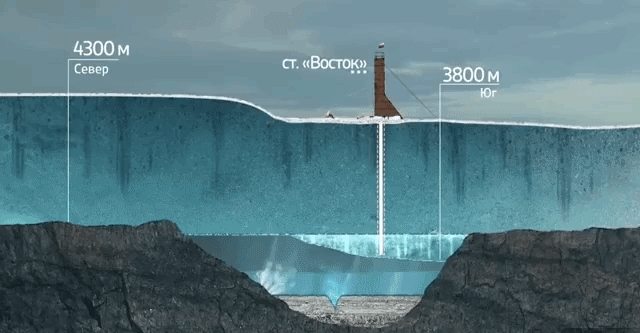 4300 м
Север
ст. «Восток»
3800 м
Юг